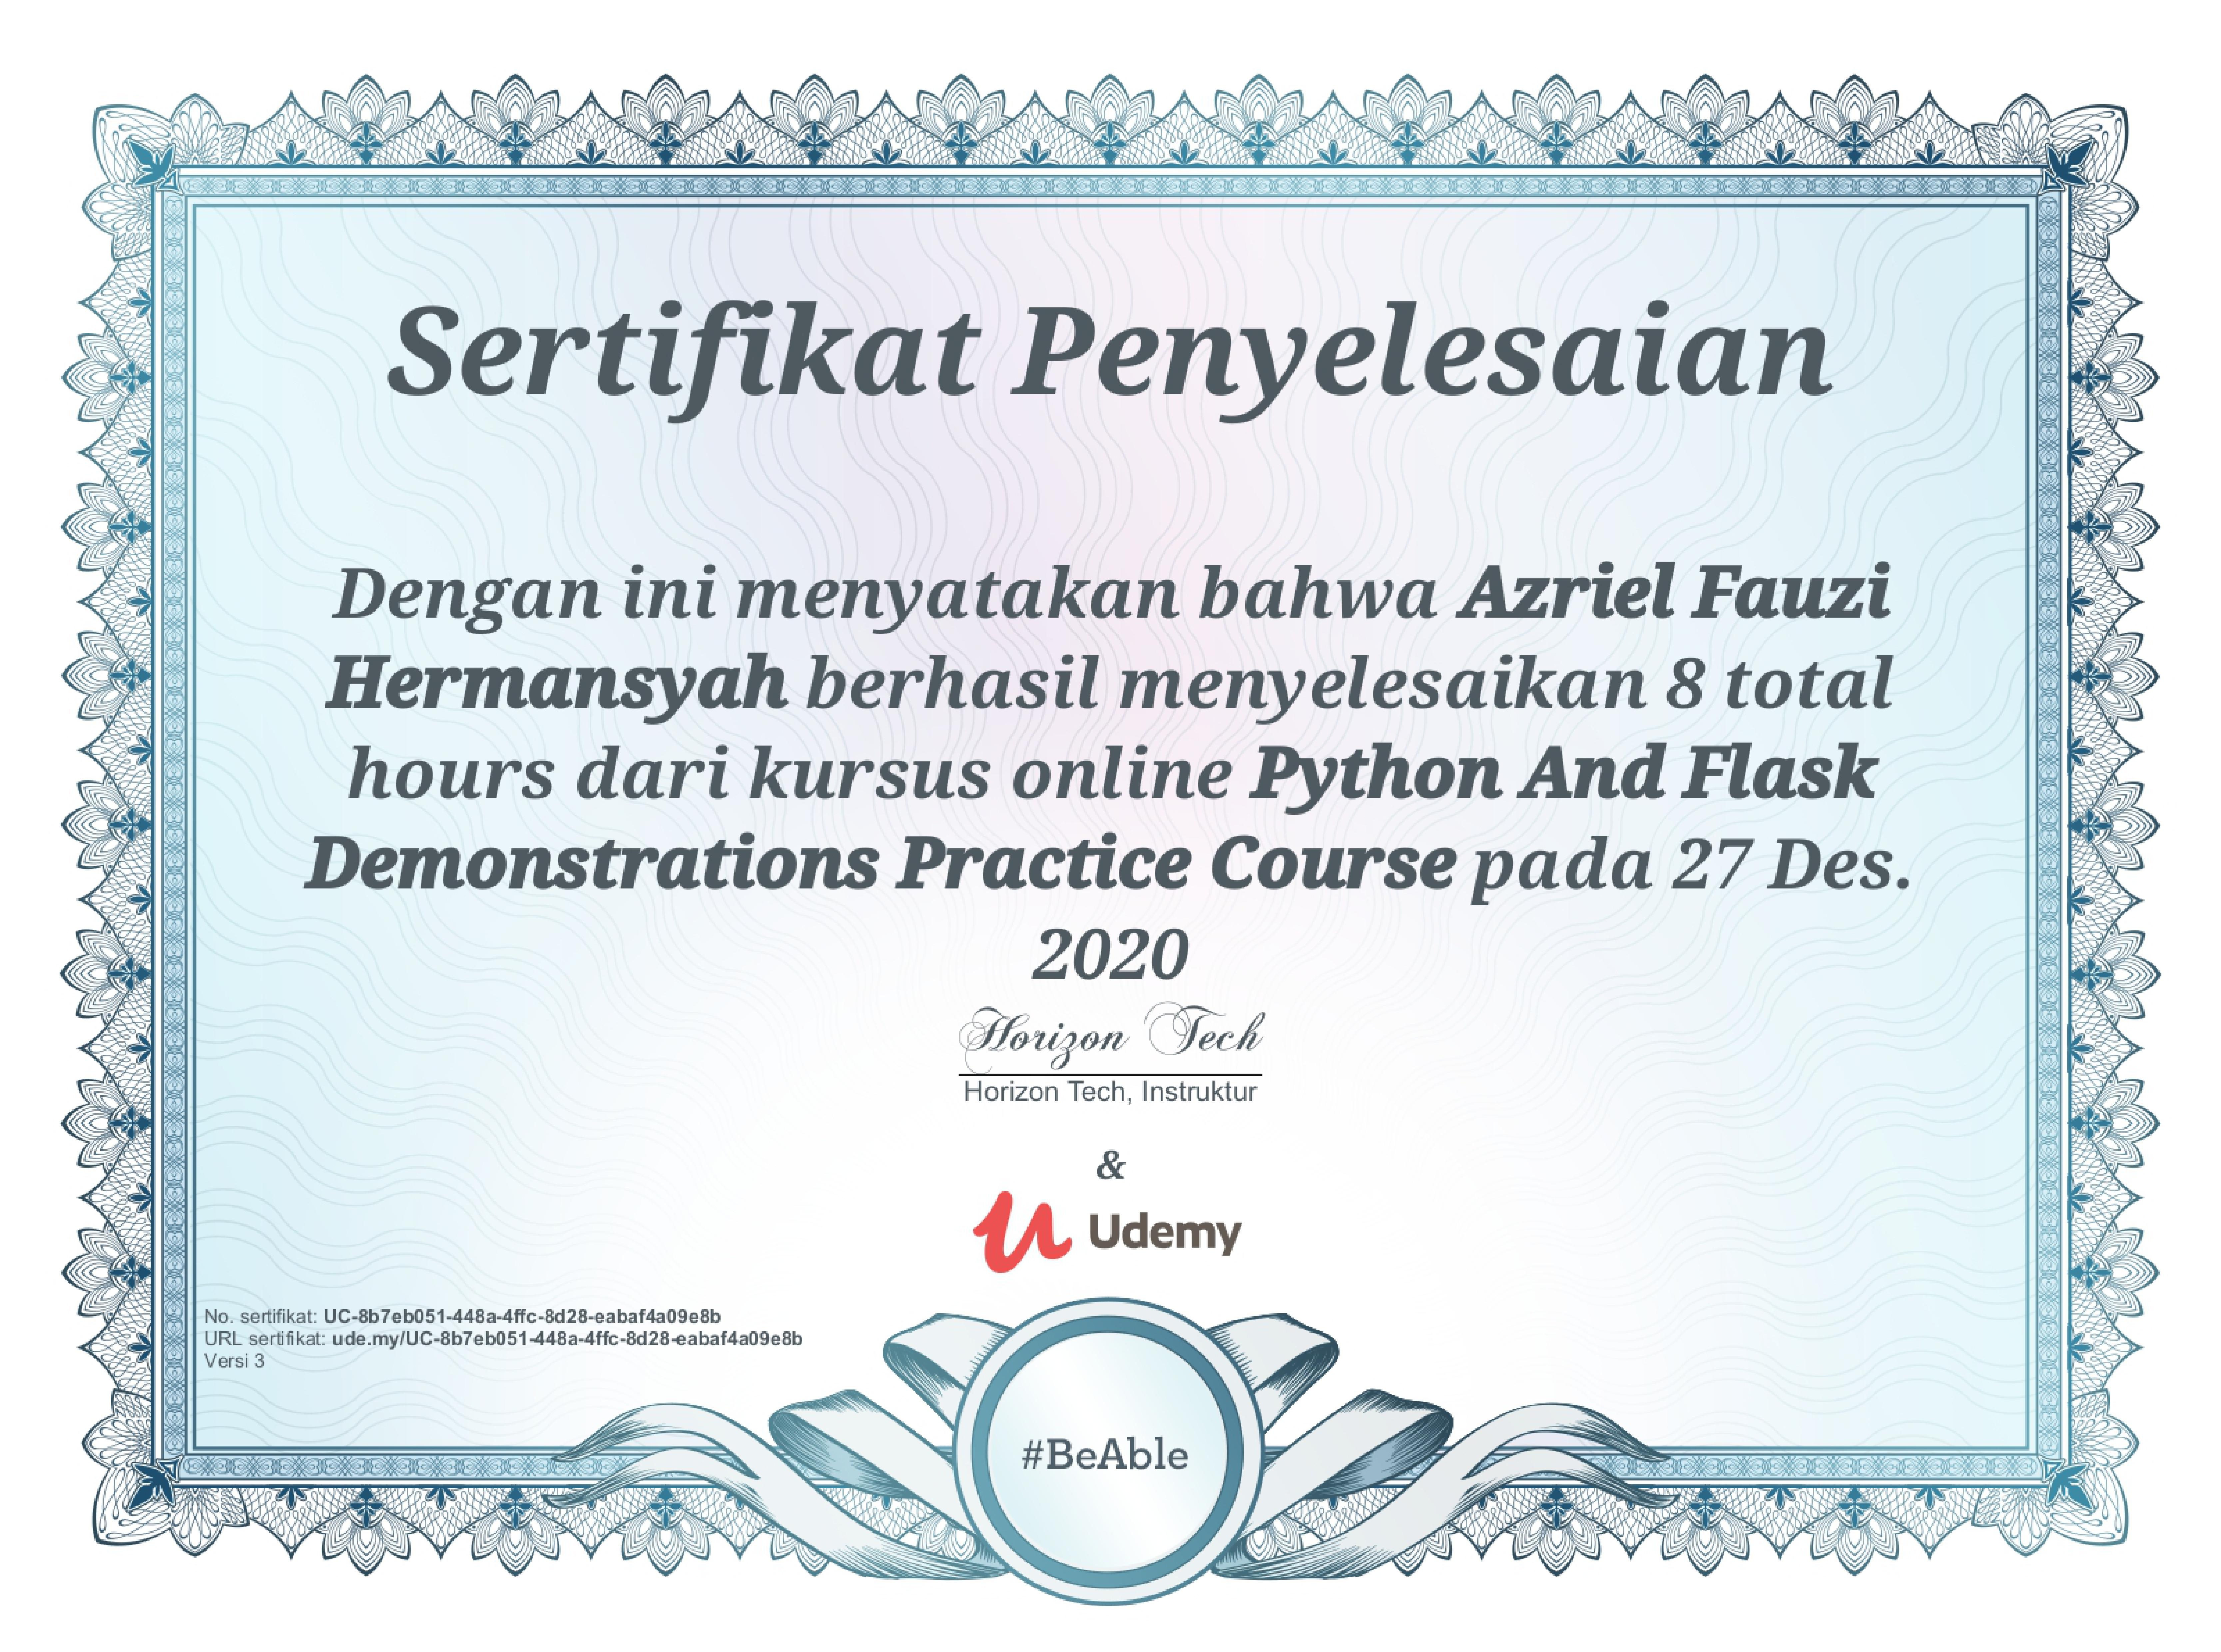 Sertifikat Penyelesaian
Dengan ini menyatakan bahwa Azriel Fauzi
Hermansyah berhasil menyelesaikan 8 total
hours dari kursus online Python And Flask
Demonstrations Practice Course pada 27 Des.
2020
Horizon Tech
Horizon Tech, Instruktur
&
Udemy
No. sertifikat: UC-8b7eb051-448a-4ffc-8d28-eabaf4a09e8b
URL sertifikat: ude.my/UC-8b7eb051-448a-4ffc-8d28-eabaf4a09e8b
Versi 3
#BeAble